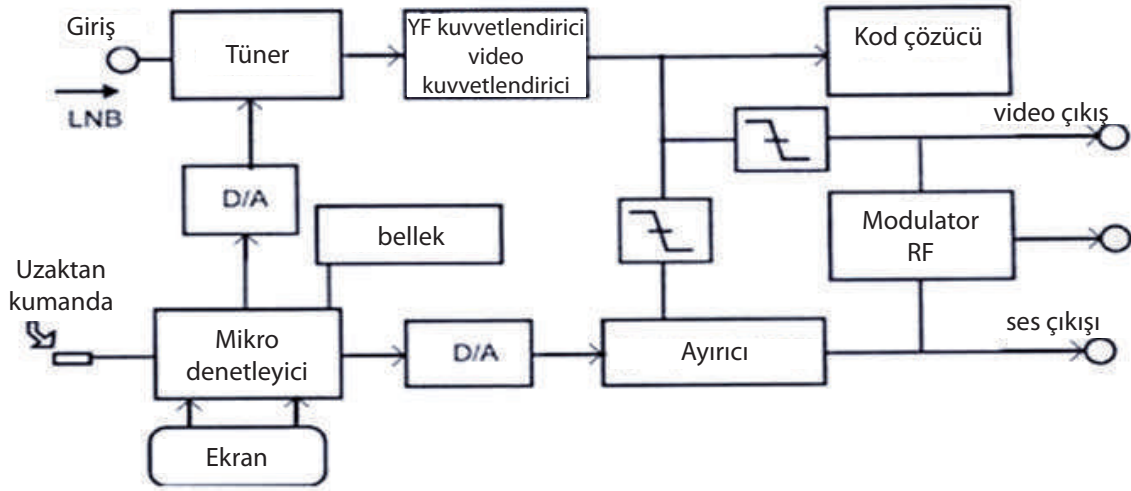 Giriş
LNB
Tüner
YF kuvvetlendirici
video
kuvvetlendirici
Kod çözücü
video çıkış
D/A
bellek
Modulator
RF
Uzaktan
kumanda
Mikro
denetleyici
D/A
Ayırıcı
ses çıkışı
Ekran